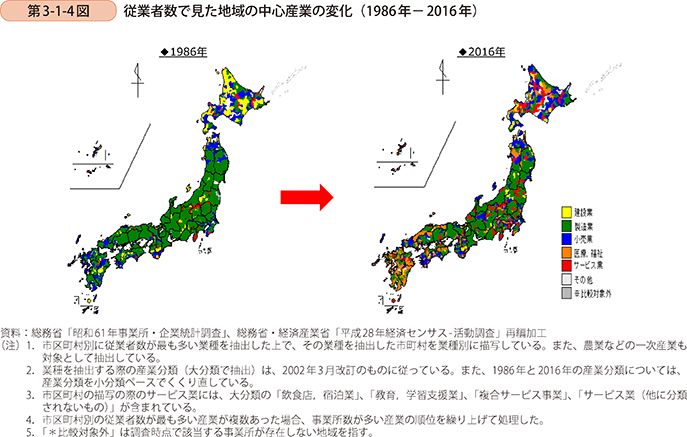 第3-1-4図 従業者数で見た地域の中心産業の変化（1986年－2016年）
◆1986年
◆2016年
建設業
製造業
小売業
医療，福祉
サービス業
その他
※比較対象外
資料：総務省「昭和61年事業所・企業統計調査」、総務省・経済産業省「平成28年経済センサス-活動調査」再編加工
（注）1．市区町村別に従業者数が最も多い業種を抽出した上で、その業種を抽出した市町村を業種別に描写している。また、農業などの一次産業も
対象として抽出している。
2．業種を抽出する際の産業分類（大分類で抽出）は、2002年3月改訂のものに従っている。また、1986年と2016年の産業分類については、
産業分類を小分類ベースでくくり直している。
3．市区町村の描写の際のサービス業には、大分類の「飲食店，宿泊業」、「教育，学習支援業」、「複合サービス事業」、「サービス業（他に分類
されないもの）」が含まれている。
4．市区町村別の従業者数が最も多い産業が複数あった場合、事業所数が多い産業の順位を繰り上げて処理した。
5．「＊比較対象外」は調査時点で該当する事業所が存在しない地域を指す。